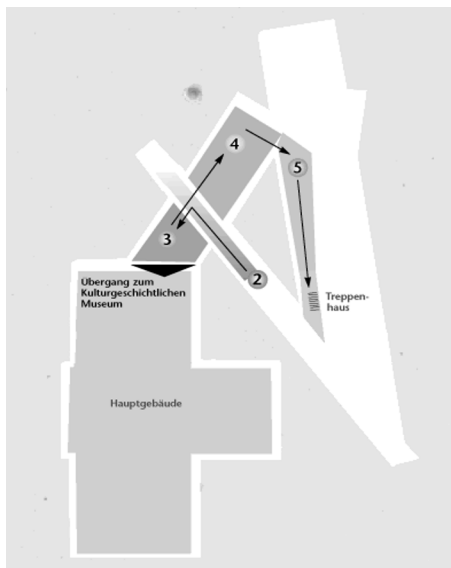 4
5
3
2
Übergang zum
Kulturgeschichtlichen
Museum
Treppen-
haus
Hauptgebäude